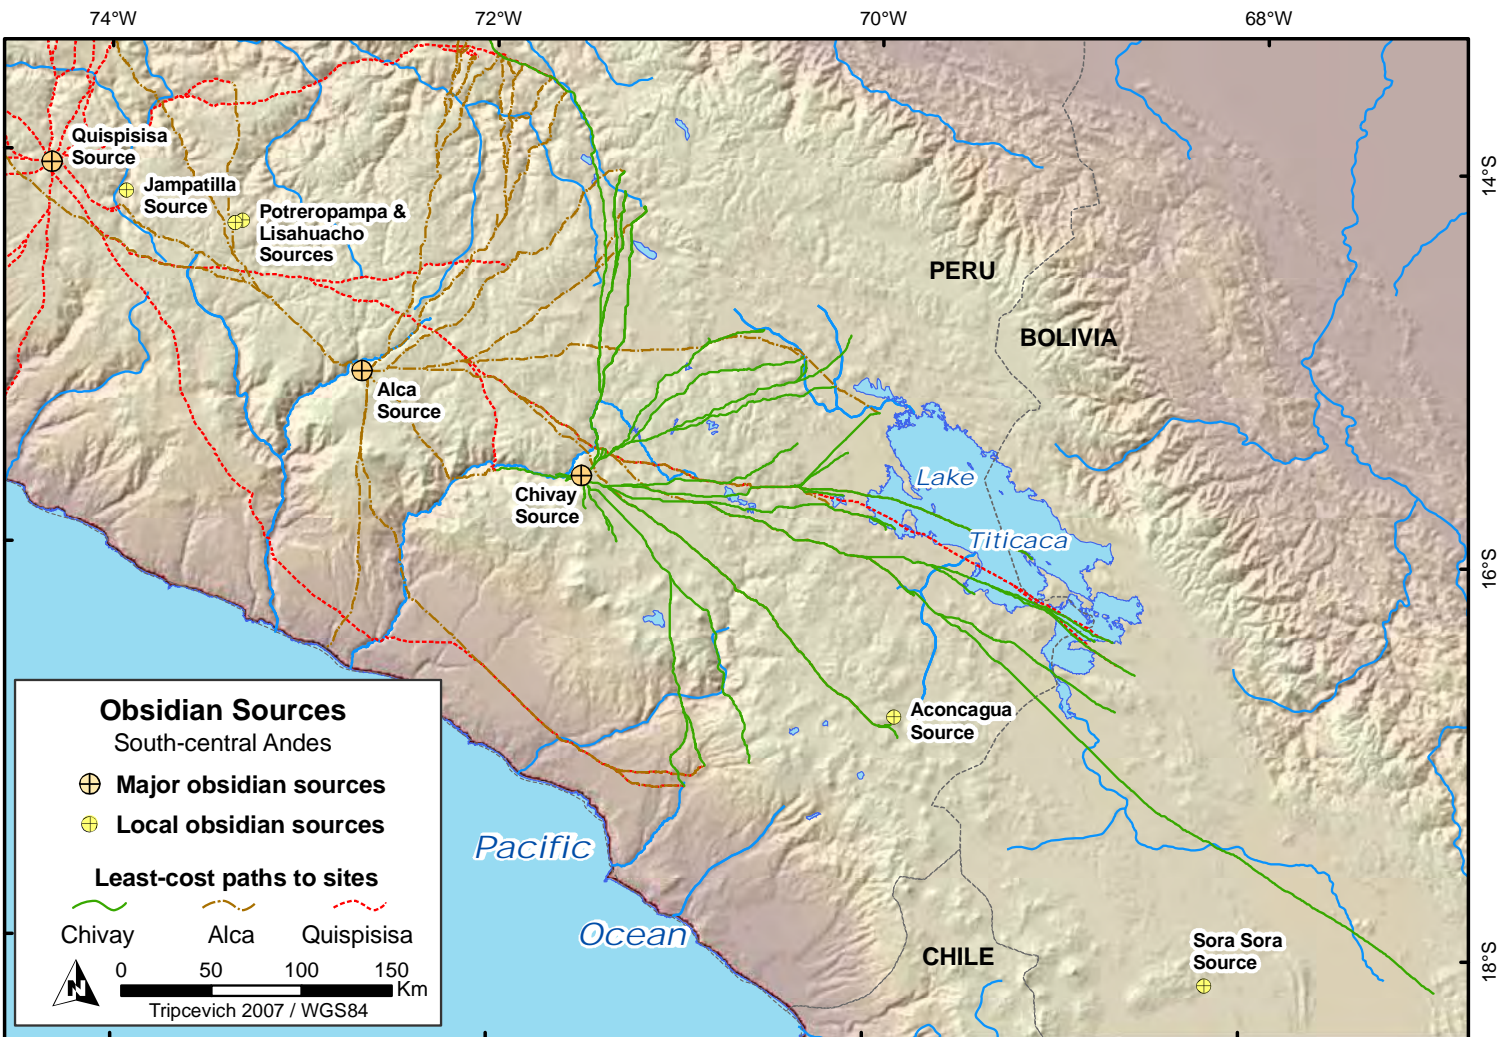 74°W
72°W
70°W
68°W
Quispisisa
Source
Jampatilla
Source
Potreropampa &
Lisahuacho
Sources
14°S
PERU
BOLIVIA
Alca
Source
Chivay
Source
Lake
Titicaca
16°S
Aconcagua
Source
Pacific
Ocean
CHILE
Sora Sora
Source
18°S
Obsidian Sources
South-central Andes
Major obsidian sources
Local obsidian sources
Least-cost paths to sites
Chivay
Alca
Quispisisa
N
0 50 100 150
Km
Tripcevich 2007 / WGS84